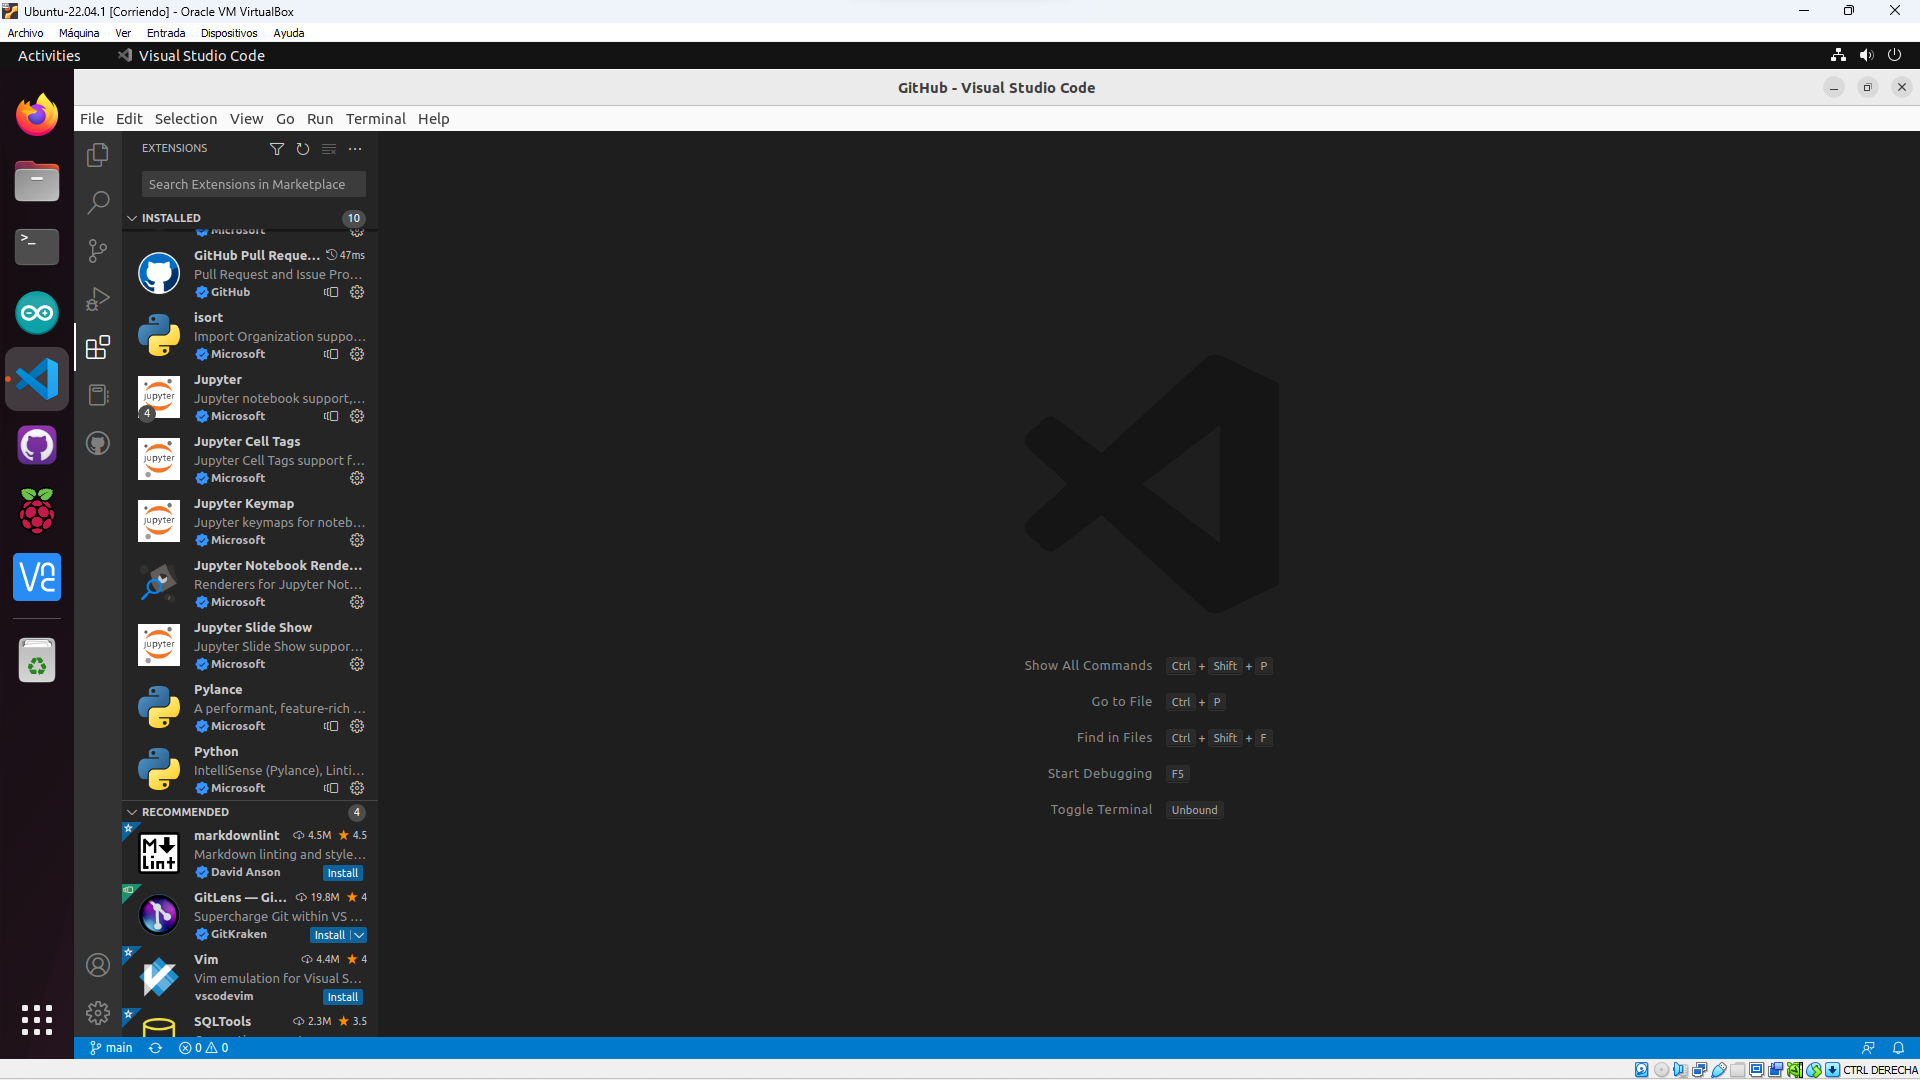 Ubuntu-22.04.1 [Corriendo] - Oracle VM VirtualBox
Archivo Máquina Ver Entrada Dispositivos Ayuda
Activities Visual Studio Code
GitHub - Visual Studio Code
File Edit Selection View Go Run Terminal Help
EXTENSIONS
Search Extensions in Marketplace
INSTALLED 10
Microsoft
GitHub Pull Reque... 47ms
Pull Request and Issue Pro...
GitHub
isort
Import Organization suppo...
Microsoft
Jupyter
Jupyter notebook support,...
4
Microsoft
Jupyter Cell Tags
Jupyter Cell Tags support f...
Microsoft
Jupyter Keymap
Jupyter keymaps for noteb...
Microsoft
Jupyter Notebook Rende...
Renderers for Jupyter Not...
Microsoft
Jupyter Slide Show
Jupyter Slide Show suppor...
Microsoft
Pylance
A performant, feature-rich ...
Microsoft
Python
IntelliSense (Pylance), Linti...
Microsoft
RECOMMENDED 4
markdownlint 4.5M 4.5
Markdown linting and style...
David Anson Install
GitLens — Gi... 19.8M 4
Supercharge Git within VS ...
GitKraken Install
Vim 4.4M 4
Vim emulation for Visual S...
vscodevim Install
SQLTools 2.3M 3.5
Show All Commands Ctrl + Shift + P
Go to File Ctrl + P
Find in Files Ctrl + Shift + F
Start Debugging F5
Toggle Terminal Unbound
main 0 0
CTRL DERECHA